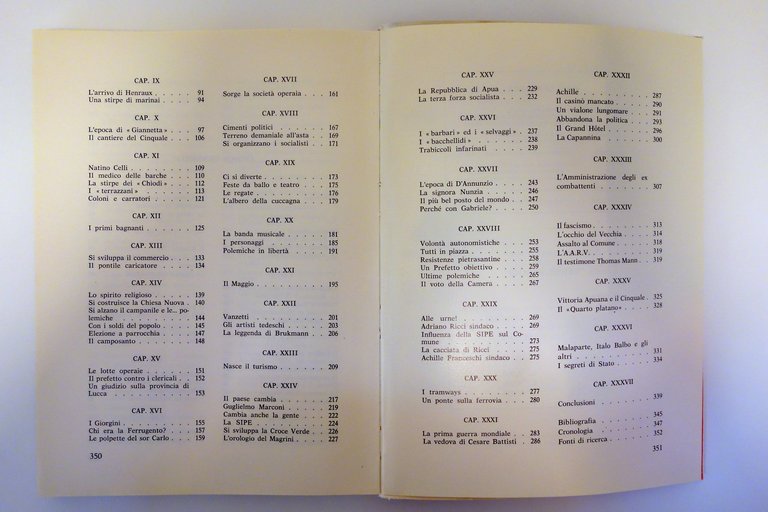 CAP. IX
L'arrivo di Henraux . . . . . 91
Una stirpe di marinai . . . . 94
CAP. X
L'epoca di « Giannetta » . . . . 97
Il cantiere del Cinquale . . . . 106
CAP. XI
Natino Celli . . . . . . . 109
Il medico delle barche . . . . 110
La stirpe dei « Chiodi » . . . . 112
I « terrazzani » . . . . . . 113
Coloni e carratori . . . . . 121
CAP. XII
I primi bagnanti . . . . . 125
CAP. XIII
Si sviluppa il commercio . . . . 133
Il pontile caricatore . . . . . 134
CAP. XIV
Lo spirito religioso . . . . . 139
Si costruisce la Chiesa Nuova . . 140
Si alzano il campanile e le... po-
lemiche . . . . . . . . 144
Con i soldi del popolo . . . . 145
Elezione a parrocchia . . . . 147
Il camposanto . . . . . . 148
CAP. XV
Le lotte operaie . . . . . . 151
Il prefetto contro i clericali . . 152
Un giudizio sulla provincia di
Lucca . . . . . . . . 153
CAP. XVI
I Giorgini . . . . . . . 155
Chi era la Ferrugento? . . . . 157
Le polpette del sor Carlo . . . 159
350
CAP. XVII
Sorge la società operaia . . . . 161
CAP. XVIII
Cimenti politici . . . . . . 167
Terreno demaniale all'asta . . . 169
Si organizzano i socialisti . . . 171
CAP. XIX
Ci si diverte . . . . . . . 173
Feste da ballo e teatro . . . . 175
Le regate . . . . . . . . 176
L'albero della cuccagna . . . . 179
CAP. XX
La banda musicale . . . . . 181
I personaggi . . . . . . . 185
Polemiche in libertà . . . . . 191
CAP. XXI
Il Maggio . . . . . . . . 195
CAP. XXII
Vanzetti . . . . . . . . 201
Gli artisti tedeschi . . . . . 203
La leggenda di Brukmann . . . 206
CAP. XXIII
Nasce il turismo . . . . . . 209
CAP. XXIV
Il paese cambia . . . . . . 217
Guglielmo Marconi . . . . . 219
Cambia anche la gente . . . . 222
La SIPE . . . . . . . . 224
Si sviluppa la Croce Verde . . . 226
L'orologio del Magrini . . . . 227
CAP. XXV
La Repubblica di Apua . . . . 229
La terza forza socialista . . . . 232
CAP. XXVI
I « barbari » ed i « selvaggi » . . 237
I « bacchellidi » . . . . . . 238
Trabiccoli infarinati . . . . . 239
CAP. XXVII
L'epoca di D'Annunzio . . . . 243
La signora Nunzia . . . . . 246
Il più bel posto del mondo . . . 247
Perché con Gabriele? . . . . 250
CAP. XXVIII
Volontà autonomistiche . . . . 253
Tutti in piazza . . . . . . 255
Resistenze pietrasantine . . . . 258
Un Prefetto obiettivo . . . . 259
Ultime polemiche . . . . . 265
Il voto della Camera . . . . . 267
CAP. XXIX
Alle urne! . . . . . . . 269
Adriano Ricci sindaco . . . . 269
Influenza della SIPE sul Co-
mune . . . . . . . . 273
La cacciata di Ricci . . . . . 275
Achille Franceschi sindaco . . . 275
CAP. XXX
I tramways . . . . . . . 277
Un ponte sulla ferrovia . . . . 280
CAP. XXXI
La prima guerra mondiale . . . 283
La vedova di Cesare Battisti . . 286
CAP. XXXII
Achille . . . . . . . . 287
Il casinò mancato . . . . . 290
Un vialone lungomare . . . . 291
Abbandona la politica . . . . 293
Il Grand Hôtel . . . . . . 296
La Capannina . . . . . . 300
CAP. XXXIII
L'Amministrazione degli ex
combattenti . . . . . . . 307
CAP. XXXIV
Il fascismo . . . . . . . 313
L'occhio del Vecchia . . . . . 314
Assalto al Comune . . . . . 318
L'A.A.R.V. . . . . . . . 319
Il testimone Thomas Mann . . . 319
CAP. XXXV
Vittoria Apuana e il Cinquale . 325
Il « Quarto platano » . . . . 328
CAP. XXXVI
Malaparte, Italo Balbo e gli
altri . . . . . . . . . 331
I segreti di Stato . . . . . . 334
CAP. XXXVII
Conclusioni . . . . . . . 339
Bibliografia . . . . . . . 345
Cronologia . . . . . . . 347
Fonti di ricerca . . . . . . 352
351